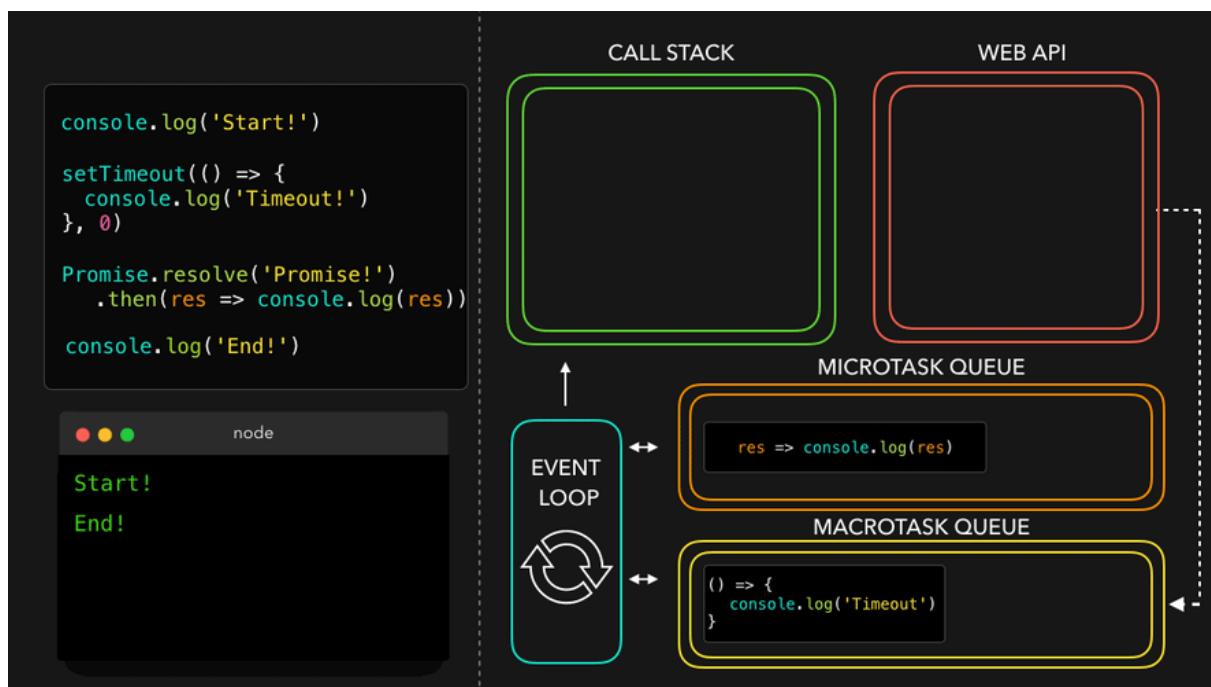 console.log('Start!')
setTimeout(() => {
  console.log('Timeout!')
}, 0)
Promise.resolve('Promise!')
   .then(res => console.log(res))
console.log('End!')
node
Start!
End!
CALL STACK
WEB API
MICROTASK QUEUE
res => console.log(res)
EVENT
LOOP
MACROTASK QUEUE
() => {
  console.log('Timeout')
}